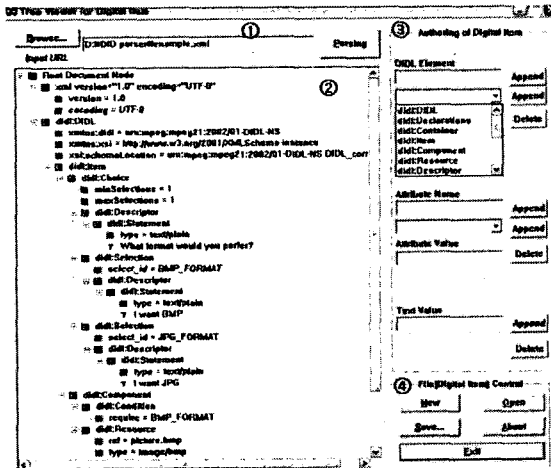 Tree Version for Digital Item
①
Browse...
D:\DID parser\example.xml
Parsing
Input URL
②
Float Document Node
xml version="1.0" encoding="UTF-8"
version = 1.0
encoding = UTF-8
didl:DIDL
xmlns:didl = urn:mpeg:mpeg21:2002/01-DIDL-NS
xmlns:xsi = http://www.w3.org/2001/XMLSchema-instance
xsi:schemaLocation = urn:mpeg:mpeg21:2002/01-DIDL-NS DIDL_corr
didl:Item
didl:Choice
minSelections = 1
maxSelections = 1
didl:Descriptor
didl:Statement
type = text/plain
T What format would you perfer?
didl:Selection
select_id = BMP_FORMAT
didl:Descriptor
didl:Statement
type = text/plain
T I want BMP
didl:Selection
select_id = JPG_FORMAT
didl:Descriptor
didl:Statement
type = text/plain
T I want JPG
didl:Component
didl:Condition
require = BMP_FORMAT
didl:Resource
ref = picture.bmp
type = image/bmp
③ Authoring of Digital Item
DIDL Element
Append
Append
Delete
didl:DIDL
didl:Declarations
didl:Container
didl:Item
didl:Component
didl:Resource
didl:Descriptor
Attribute Name
Append
Append
Attribute Value
Delete
Text Value
Append
Delete
④ File[Digital Item] Control
New
Open
Save...
About
Exit